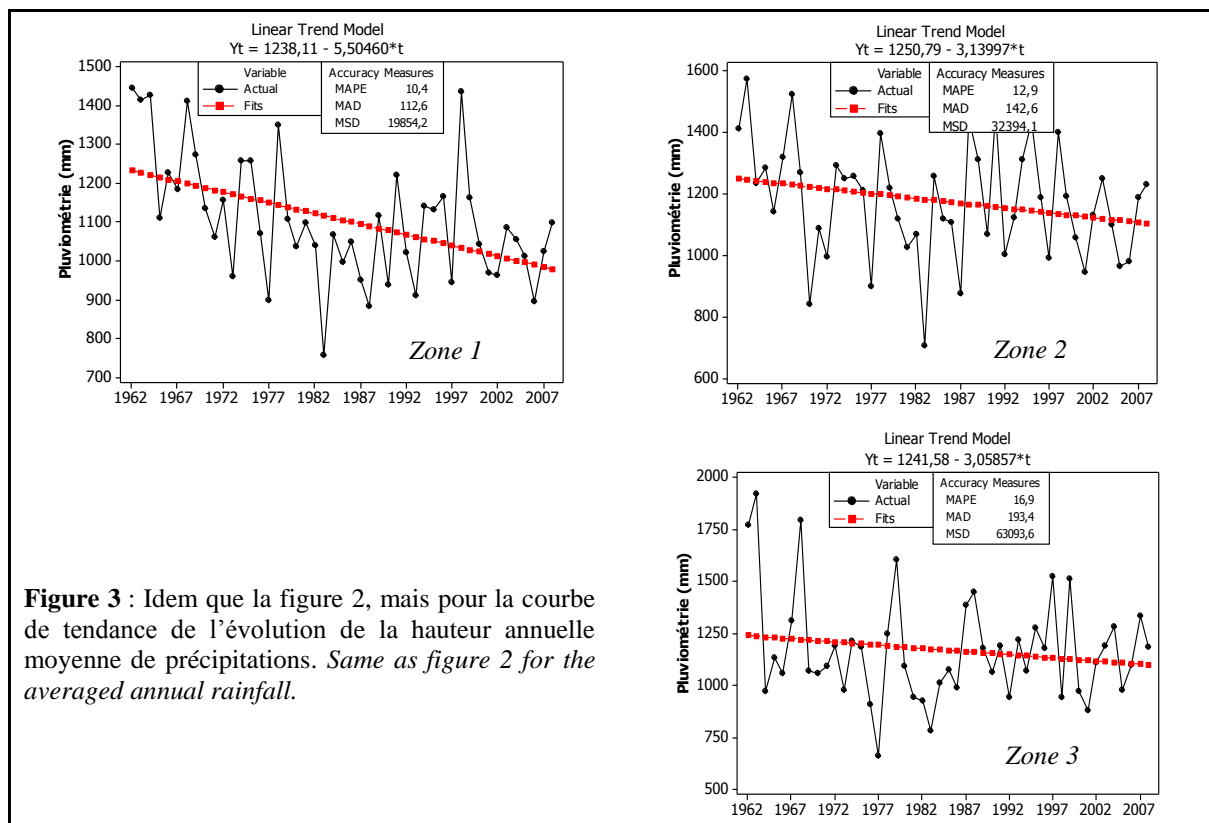 Linear Trend Model
Yt = 1238,11 - 5,50460*t
Variable
Actual
Fits
Accuracy Measures
MAPE 10,4
MAD 112,6
MSD 19854,2
Pluviométrie (mm)
1500
1400
1300
1200
1100
1000
900
800
700
1962 1967 1972 1977 1982 1987 1992 1997 2002 2007
Zone 1
Linear Trend Model
Yt = 1250,79 - 3,13997*t
Variable
Actual
Fits
Accuracy Measures
MAPE 12,9
MAD 142,6
MSD 32394,1
Pluviométrie (mm)
1600
1400
1200
1000
800
600
1962 1967 1972 1977 1982 1987 1992 1997 2002 2007
Zone 2
Linear Trend Model
Yt = 1241,58 - 3,05857*t
Variable
Actual
Fits
Accuracy Measures
MAPE 16,9
MAD 193,4
MSD 63093,6
Pluviométrie (mm)
2000
1750
1500
1250
1000
750
500
1962 1967 1972 1977 1982 1987 1992 1997 2002 2007
Zone 3
Figure 3 : Idem que la figure 2, mais pour la courbe
de tendance de l’évolution de la hauteur annuelle
moyenne de précipitations. Same as figure 2 for the
averaged annual rainfall.